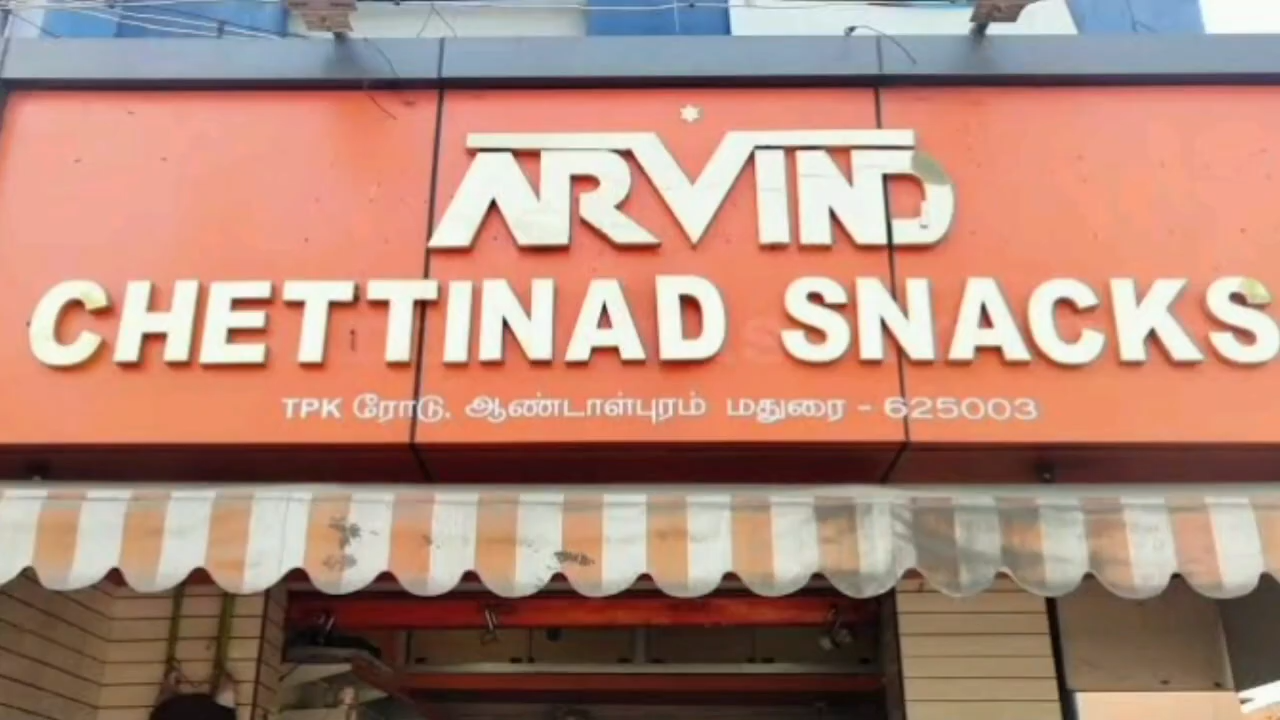 ARVIND
CHETTINAD SNACKS
TPK ரோடு, ஆண்டாள்புரம் மதுரை - 625003